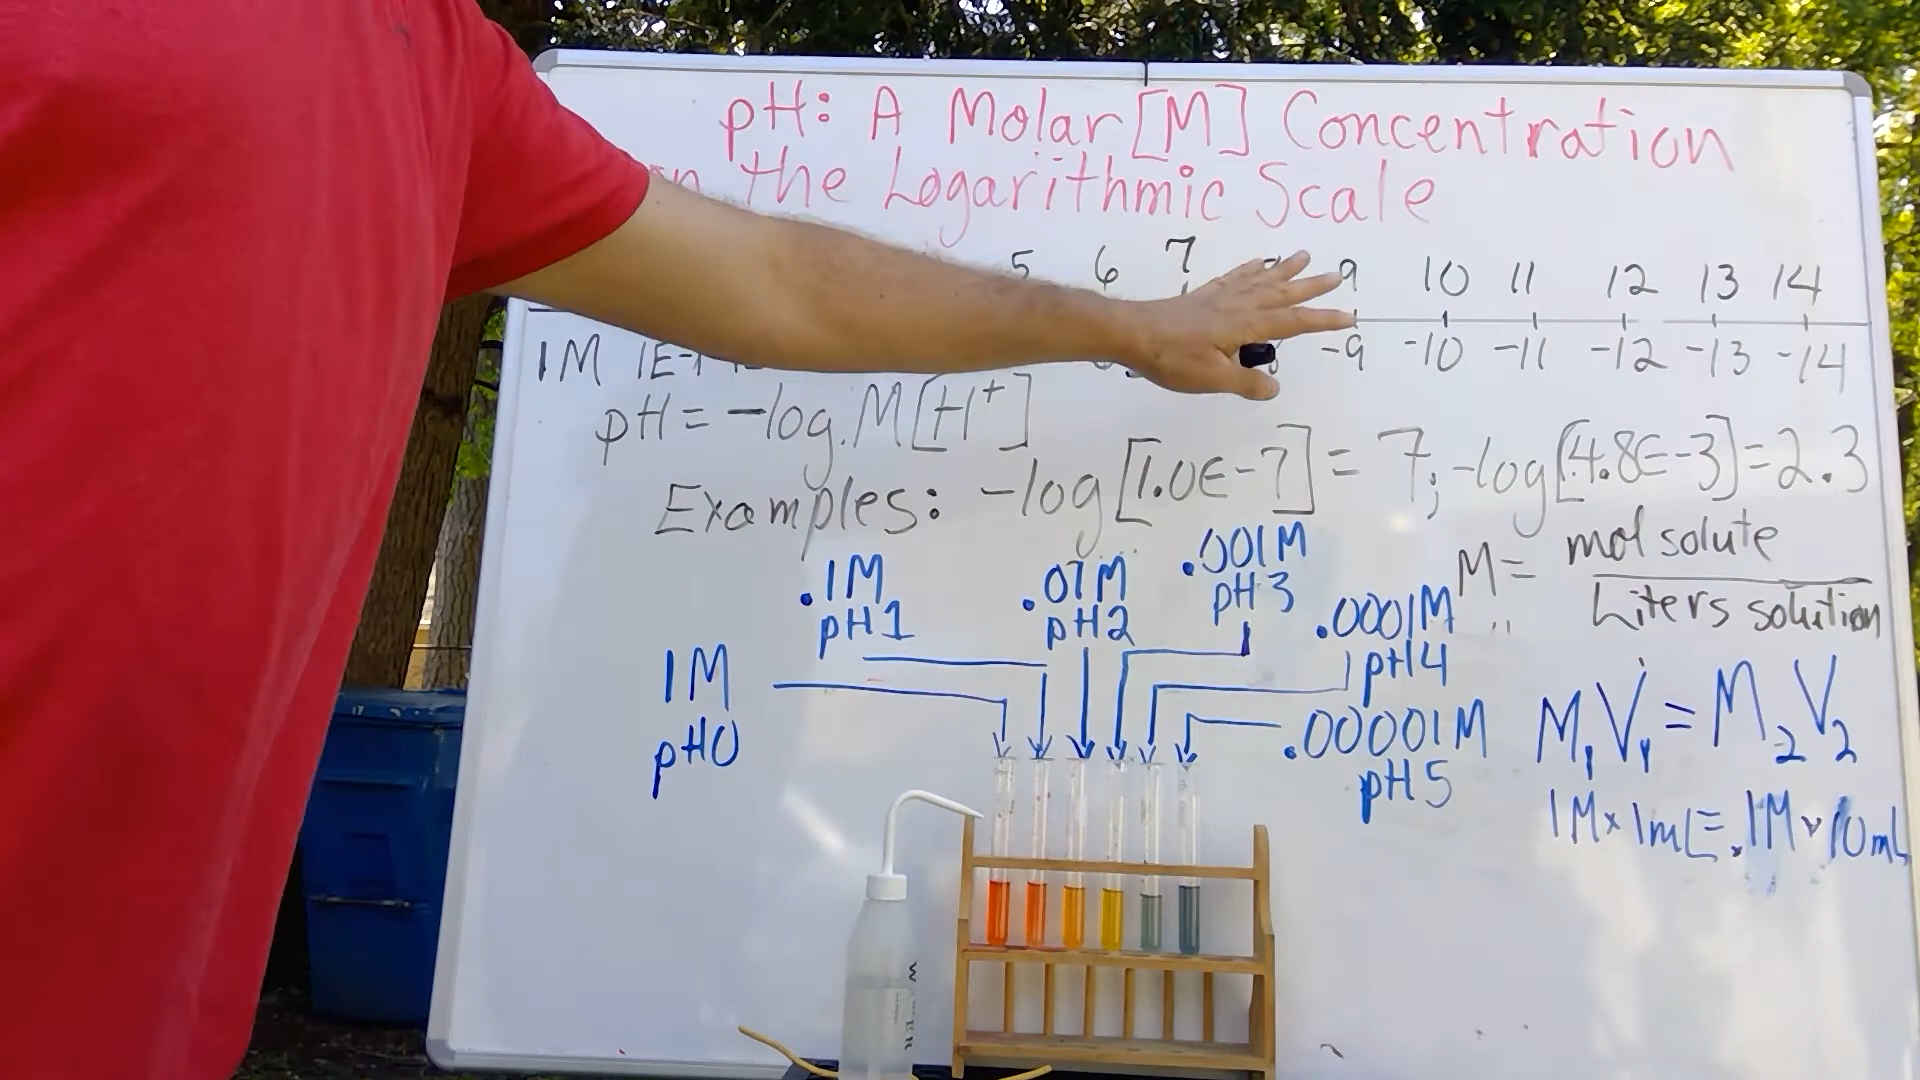 pH: A Molar [M] Concentration
the Logarithmic Scale
5 6 7 9 10 11 12 13 14
-9 -10 -11 -12 -13 -14
1M 1E-1
pH = -log.M[H+]
Examples: -log[1.0E-7] = 7; -log[4.8E-3]=2.3
M = mol solute
Liters solution
.1M
pH1
.01M
pH2
.001M
pH3
.0001M
pH4
1M
pH0
.00001M
pH5
M₁V₁ = M₂V₂
1M x 1mL = .1M x 10mL